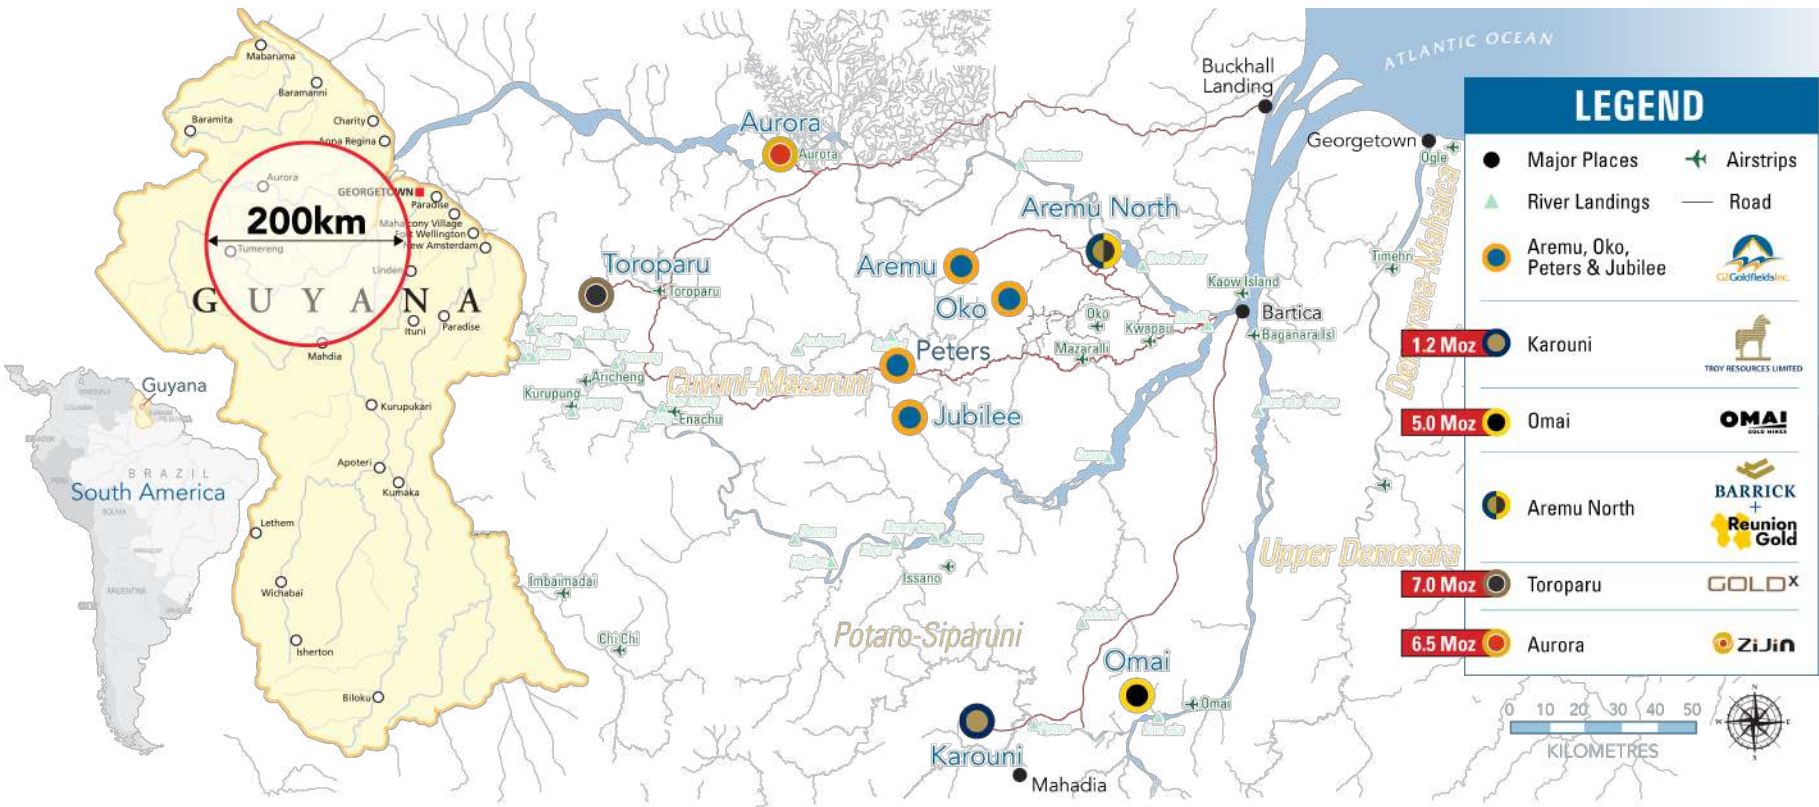 Mabaruma
Baramanni
Baramita
Charity
Anna Regina
Aurora
GEORGETOWN
Paradise
200km
Mahaicony Village
Fort Wellington
New Amsterdam
Tumereng
Linden
GUYANA
Ituni
Paradise
Mahdia
Kurupukari
Apoteri
Kumaka
Lethem
Wichabai
Isherton
Biloku
Guyana
BRAZIL
South America
ARGENTINA
ATLANTIC OCEAN
Buckhall
Landing
Georgetown
Ogle
Aurora
Aurora
Aremu North
Toroparu
Toroparu
Aremu
Oko
Oko
Kaow Island
Bartica
Baganara Isl
Kwapau
Mazaralli
Timehri
Demerara-Mahaica
Peters
Cuyuni-Mazaruni
Aricheng
Kurupung
Enachu
Jubilee
Upper Demerara
Issano
Imbaimadai
Chi Chi
Potaro-Siparuni
Omai
Omai
Karouni
Mahadia
LEGEND
Major Places
Airstrips
River Landings
Road
Aremu, Oko,
Peters & Jubilee
G2Goldfields Inc.
1.2 Moz
Karouni
TROY RESOURCES LIMITED
5.0 Moz
Omai
OMAI
GOLD MINES
Aremu North
BARRICK
+
Reunion
Gold
7.0 Moz
Toroparu
GOLDX
6.5 Moz
Aurora
ZiJin
0 10 20 30 40 50
KILOMETRES
N
W E
S